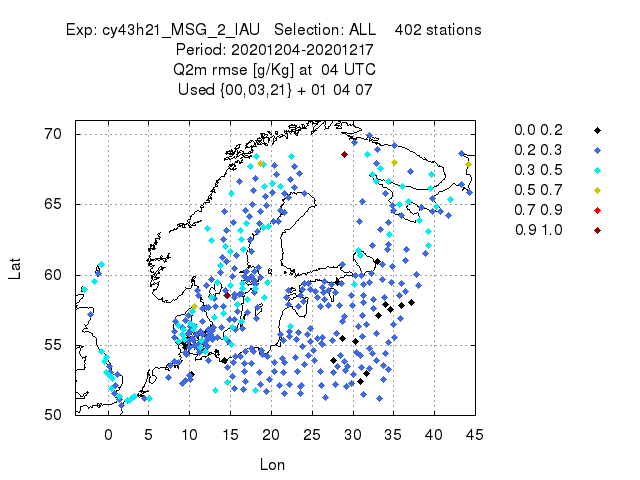 Exp: cy43h21_MSG_2_IAU   Selection: ALL    402 stations
Period: 20201204-20201217
Q2m rmse [g/Kg] at  04 UTC
Used {00,03,21} + 01 04 07
70
65
60
55
50
0 5 10 15 20 25 30 35 40 45
Lat
Lon
0.0 0.2
0.2 0.3
0.3 0.5
0.5 0.7
0.7 0.9
0.9 1.0